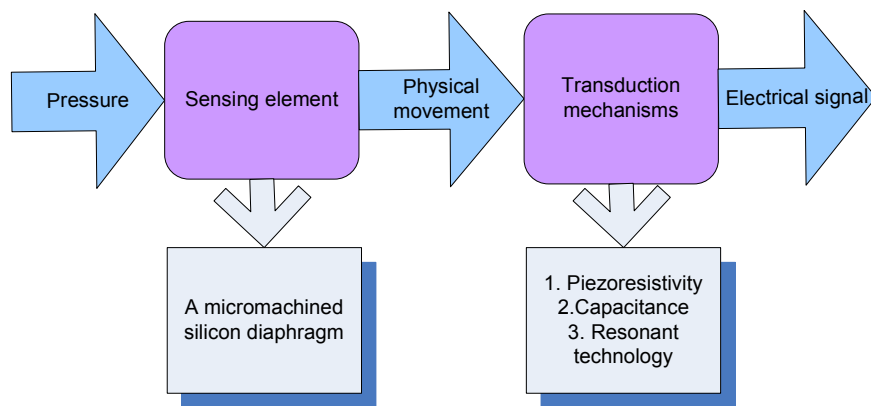 Pressure
Sensing element
Physical
movement
Transduction
mechanisms
Electrical signal
A micromachined
silicon diaphragm
1. Piezoresistivity
2.Capacitance
3. Resonant
technology